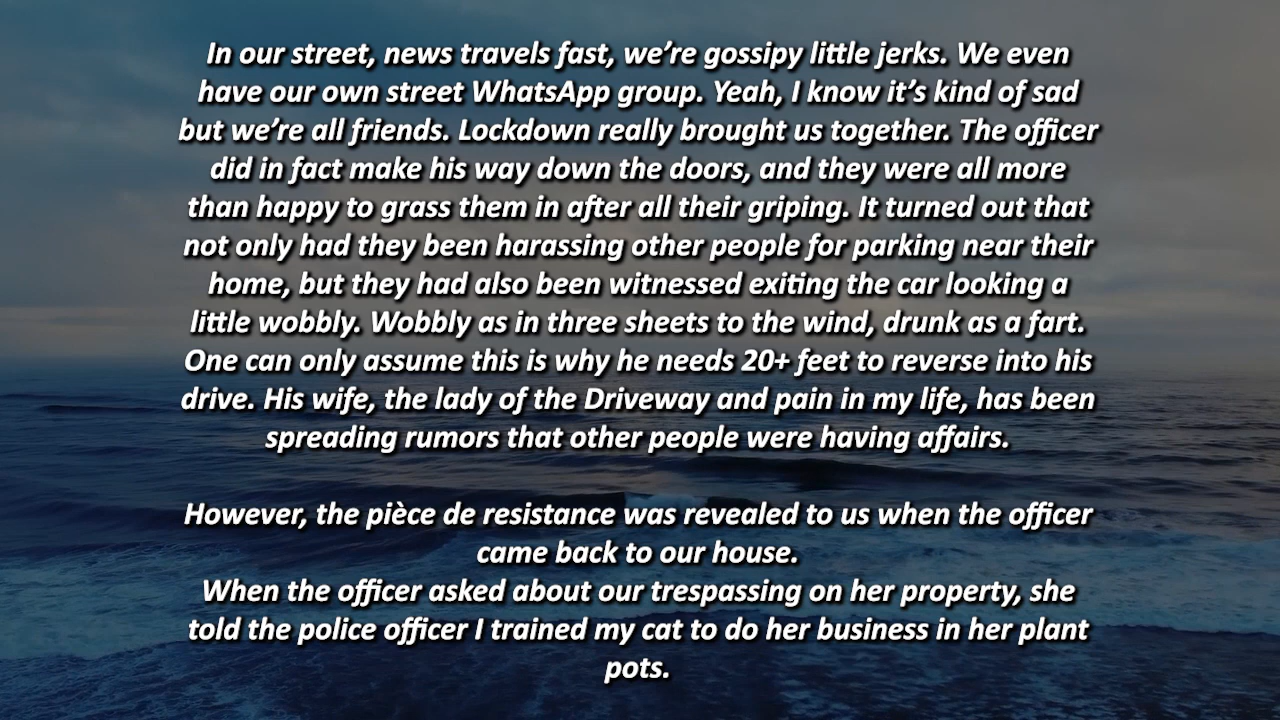 In our street, news travels fast, we’re gossipy little jerks. We even
have our own street WhatsApp group. Yeah, I know it’s kind of sad
but we’re all friends. Lockdown really brought us together. The officer
did in fact make his way down the doors, and they were all more
than happy to grass them in after all their griping. It turned out that
not only had they been harassing other people for parking near their
home, but they had also been witnessed exiting the car looking a
little wobbly. Wobbly as in three sheets to the wind, drunk as a fart.
One can only assume this is why he needs 20+ feet to reverse into his
drive. His wife, the lady of the Driveway and pain in my life, has been
spreading rumors that other people were having affairs.
However, the pièce de resistance was revealed to us when the officer
came back to our house.
When the officer asked about our trespassing on her property, she
told the police officer I trained my cat to do her business in her plant
pots.